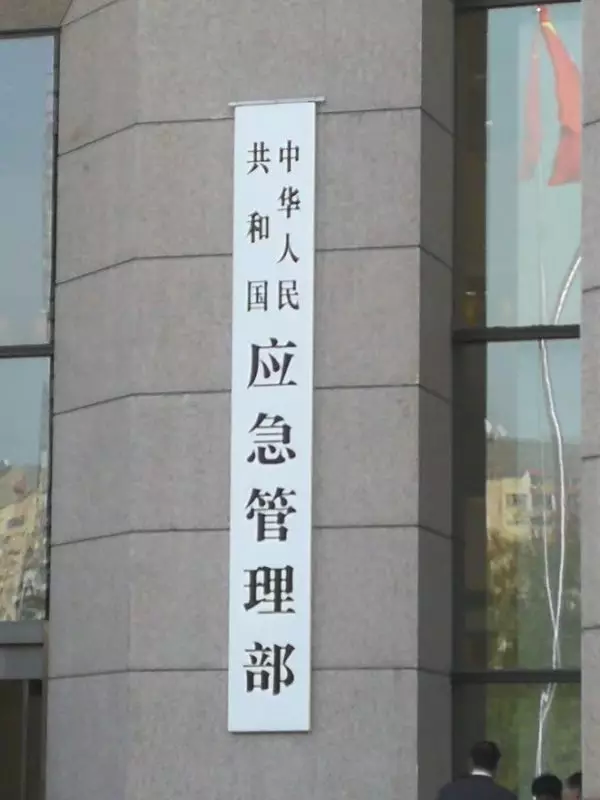 中华人民
共和国
应急管理部